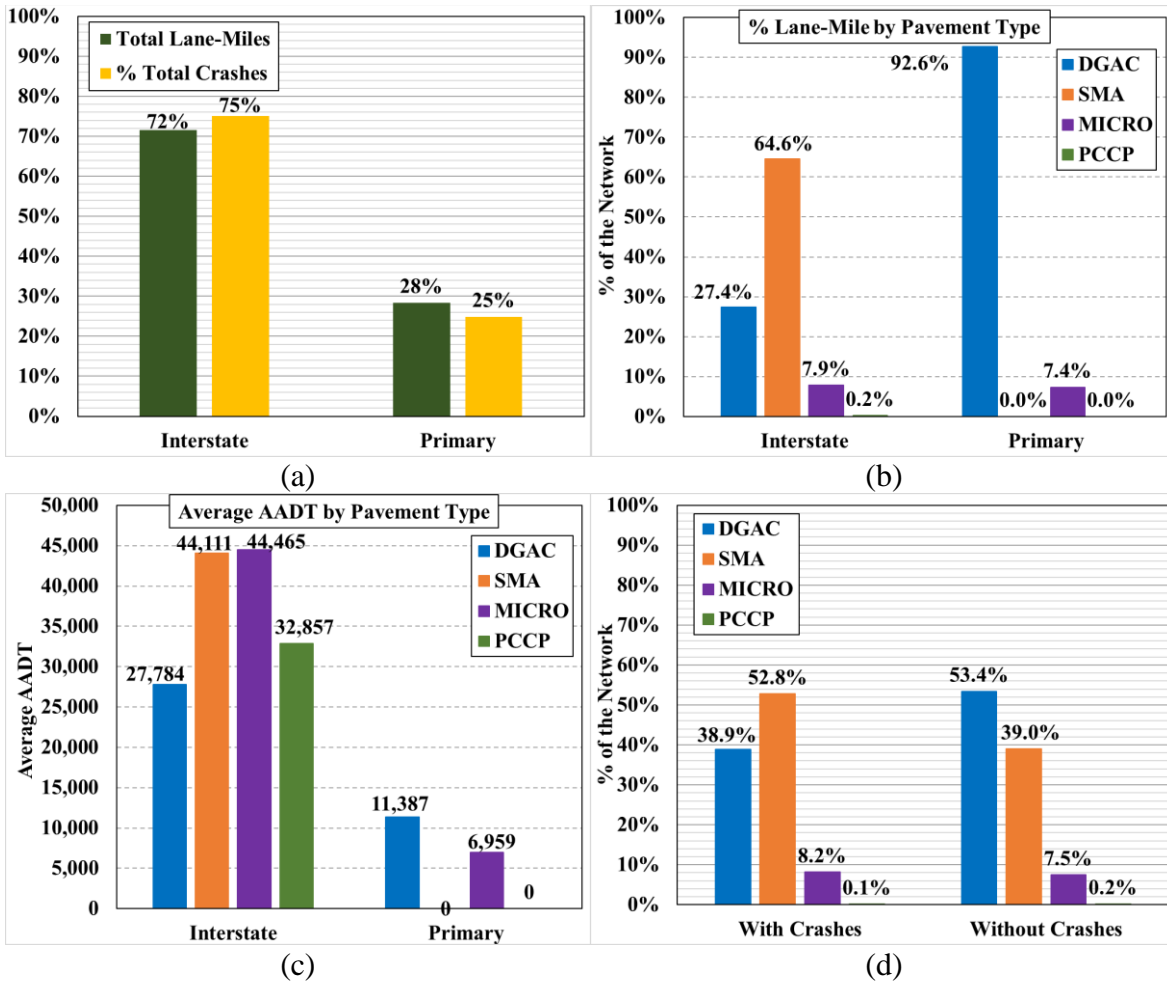 100%
90%
80%
70%
60%
50%
40%
30%
20%
10%
0%
Total Lane-Miles
% Total Crashes
72%
75%
28%
25%
Interstate
Primary
(a)
% Lane-Mile by Pavement Type
% of the Network
100%
90%
80%
70%
60%
50%
40%
30%
20%
10%
0%
DGAC
SMA
MICRO
PCCP
27.4%
64.6%
7.9%
0.2%
92.6%
0.0%
7.4%
0.0%
Interstate
Primary
(b)
Average AADT by Pavement Type
Average AADT
50,000
45,000
40,000
35,000
30,000
25,000
20,000
15,000
10,000
5,000
0
DGAC
SMA
MICRO
PCCP
27,784
44,111
44,465
32,857
11,387
0
6,959
0
Interstate
Primary
(c)
% of the Network
100%
90%
80%
70%
60%
50%
40%
30%
20%
10%
0%
DGAC
SMA
MICRO
PCCP
38.9%
52.8%
8.2%
0.1%
53.4%
39.0%
7.5%
0.2%
With Crashes
Without Crashes
(d)